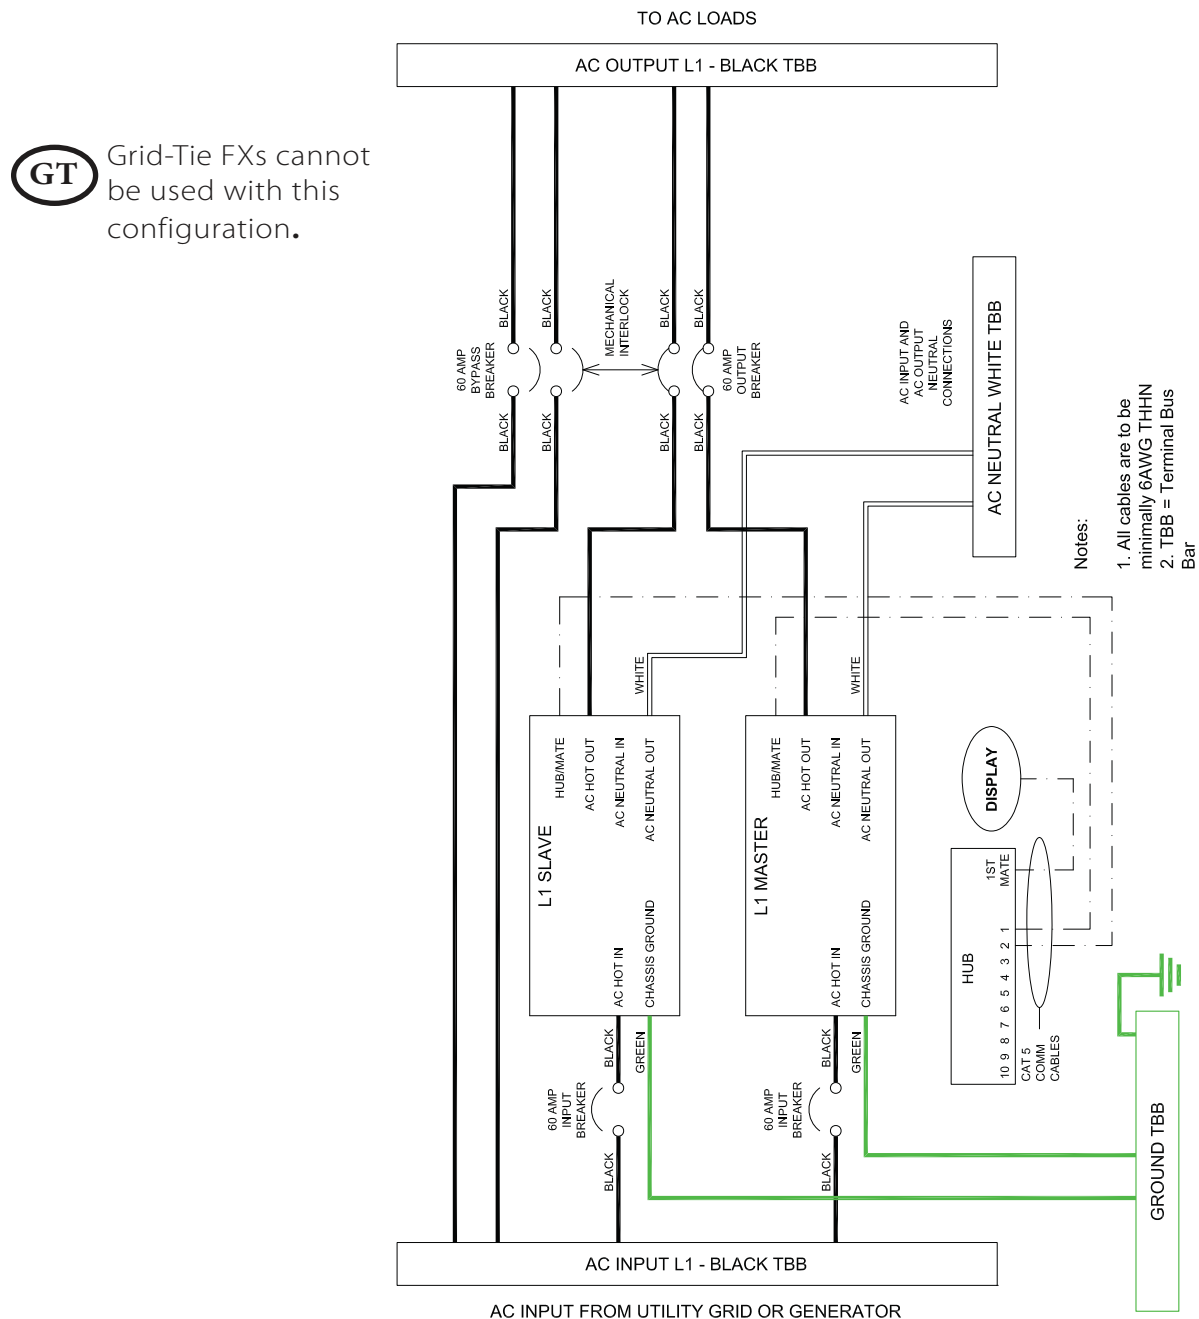 TO AC LOADS
AC OUTPUT L1 - BLACK TBB
GT
Grid-Tie FXs cannot
be used with this
configuration.
BLACK
BLACK
BLACK
BLACK
MECHANICAL
INTERLOCK
60 AMP
BYPASS
BREAKER
60 AMP
OUTPUT
BREAKER
BLACK
BLACK
BLACK
BLACK
AC INPUT AND
AC OUTPUT
NEUTRAL
CONNECTIONS
AC NEUTRAL WHITE TBB
Notes:
1. All cables are to be
minimally 6AWG THHN
2. TBB = Terminal Bus
Bar
WHITE
WHITE
L1 SLAVE
HUB/MATE
AC HOT OUT
AC NEUTRAL IN
AC NEUTRAL OUT
AC HOT IN
CHASSIS GROUND
L1 MASTER
HUB/MATE
AC HOT OUT
AC NEUTRAL IN
AC NEUTRAL OUT
AC HOT IN
CHASSIS GROUND
DISPLAY
HUB
1ST
MATE
10 9 8 7 6 5 4 3 2 1
CAT 5
COMM
CABLES
BLACK
GREEN
60 AMP
INPUT
BREAKER
BLACK
BLACK
GREEN
60 AMP
INPUT
BREAKER
BLACK
GROUND TBB
AC INPUT L1 - BLACK TBB
AC INPUT FROM UTILITY GRID OR GENERATOR